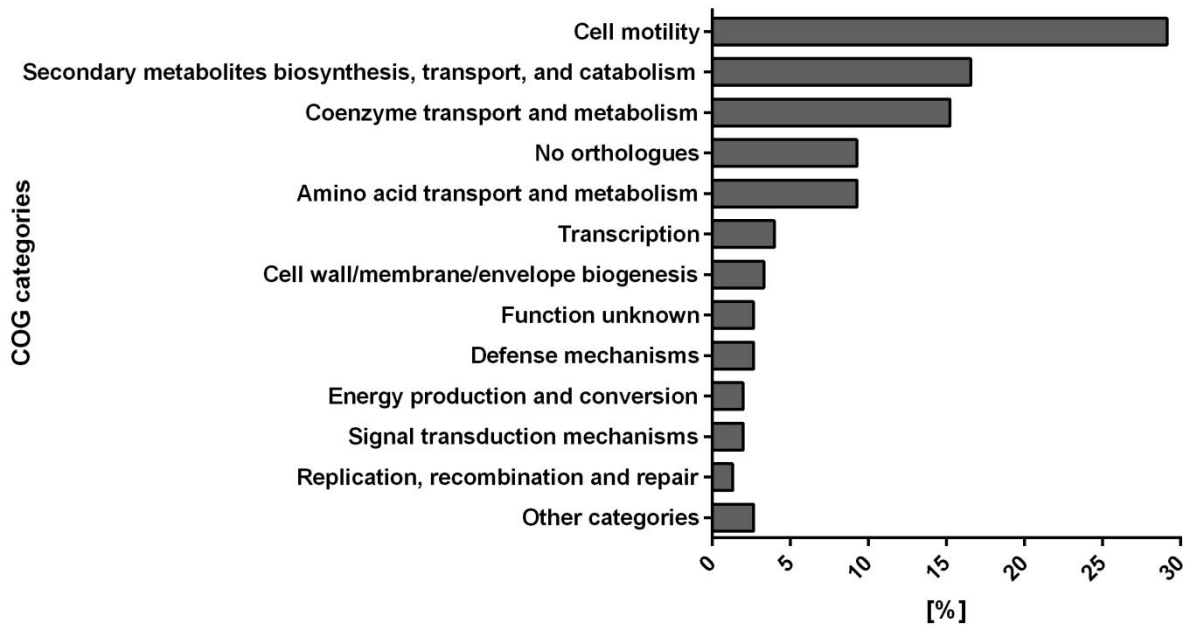 COG categories
Cell motility
Secondary metabolites biosynthesis, transport, and catabolism
Coenzyme transport and metabolism
No orthologues
Amino acid transport and metabolism
Transcription
Cell wall/membrane/envelope biogenesis
Function unknown
Defense mechanisms
Energy production and conversion
Signal transduction mechanisms
Replication, recombination and repair
Other categories
0 5 10 15 20 25 30
[%]